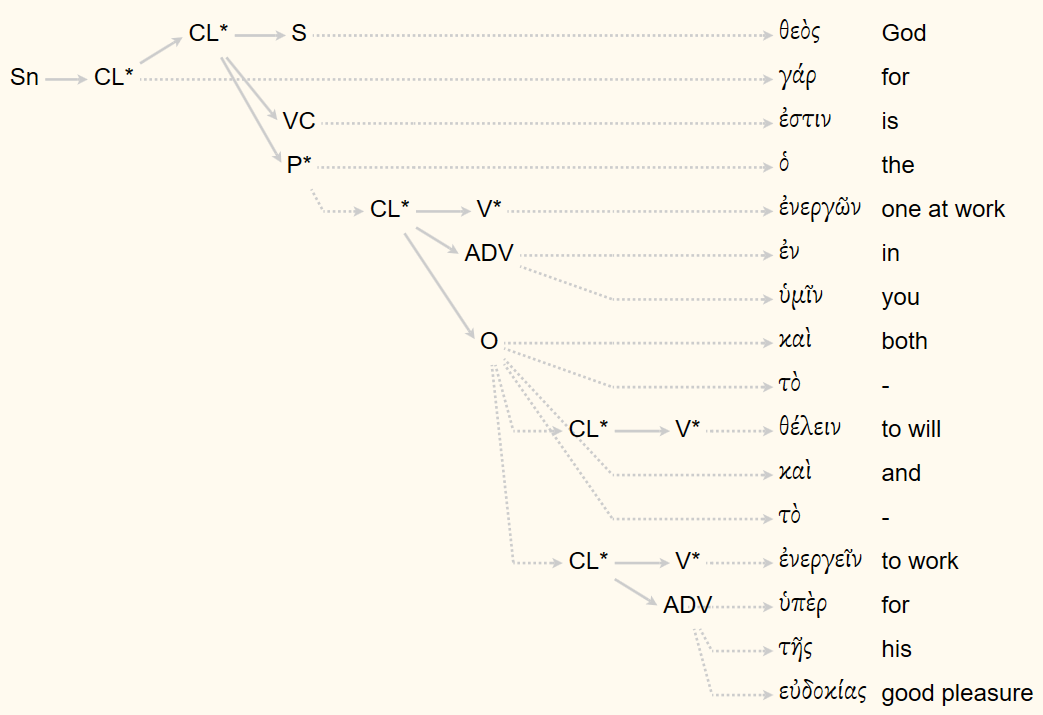 CL* S θεὸς God
Sn CL* γάρ for
VC ἐστιν is
P* ὁ the
CL* V* ἐνεργῶν one at work
ADV ἐν in
ὑμῖν you
O καὶ both
τὸ -
CL* V* θέλειν to will
καὶ and
τὸ -
CL* V* ἐνεργεῖν to work
ADV ὑπὲρ for
τῆς his
εὐδοκίας good pleasure